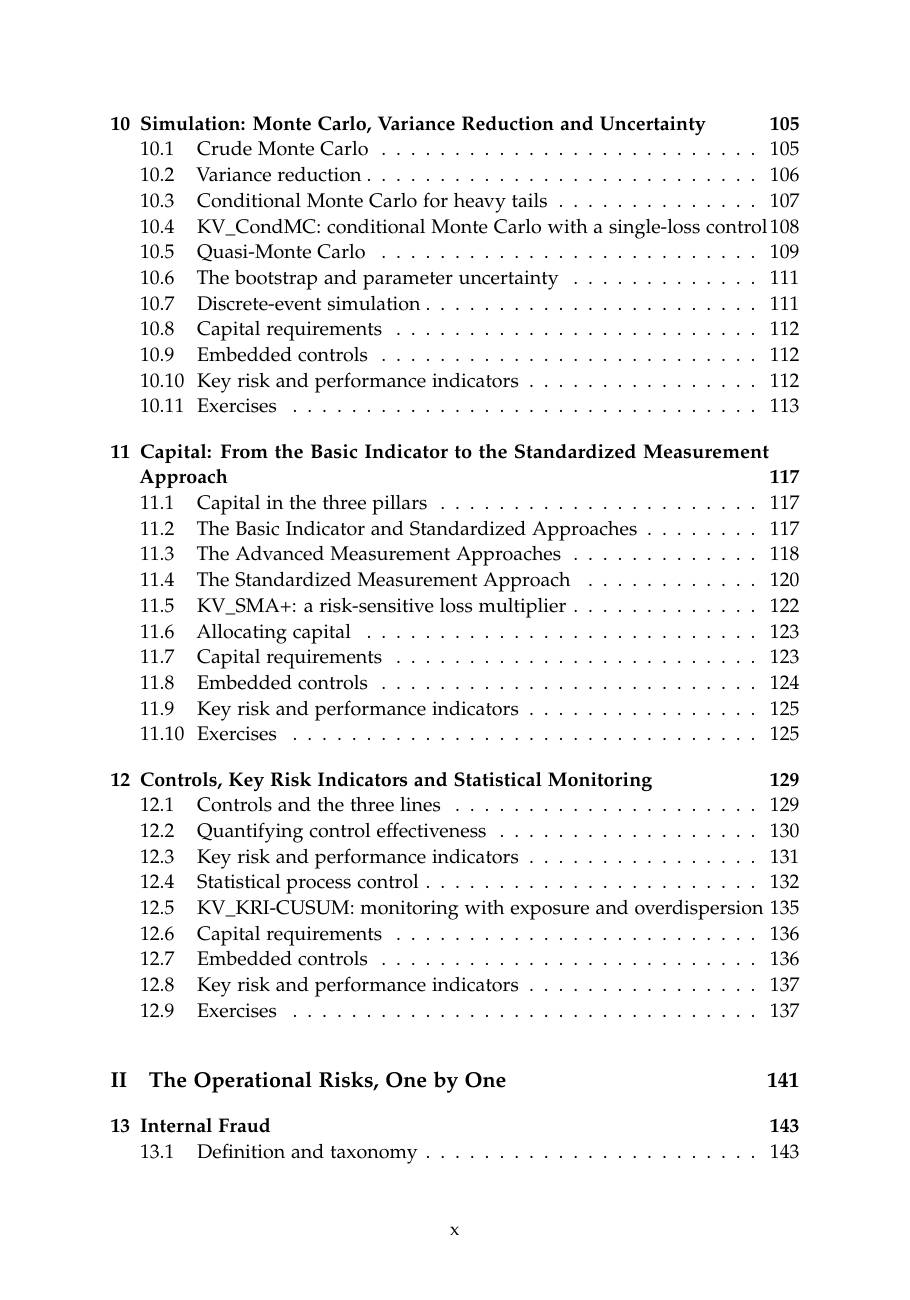 10 Simulation: Monte Carlo, Variance Reduction and Uncertainty 105
10.1 Crude Monte Carlo . . . . . . . . . . . . . . . . . . . . . . . . . . 105
10.2 Variance reduction . . . . . . . . . . . . . . . . . . . . . . . . . . . 106
10.3 Conditional Monte Carlo for heavy tails . . . . . . . . . . . . . . 107
10.4 KV_CondMC: conditional Monte Carlo with a single-loss control 108
10.5 Quasi-Monte Carlo . . . . . . . . . . . . . . . . . . . . . . . . . . 109
10.6 The bootstrap and parameter uncertainty . . . . . . . . . . . . . 111
10.7 Discrete-event simulation . . . . . . . . . . . . . . . . . . . . . . . 111
10.8 Capital requirements . . . . . . . . . . . . . . . . . . . . . . . . . 112
10.9 Embedded controls . . . . . . . . . . . . . . . . . . . . . . . . . . 112
10.10 Key risk and performance indicators . . . . . . . . . . . . . . . . 112
10.11 Exercises . . . . . . . . . . . . . . . . . . . . . . . . . . . . . . . . 113
11 Capital: From the Basic Indicator to the Standardized Measurement
Approach 117
11.1 Capital in the three pillars . . . . . . . . . . . . . . . . . . . . . . 117
11.2 The Basic Indicator and Standardized Approaches . . . . . . . . 117
11.3 The Advanced Measurement Approaches . . . . . . . . . . . . . 118
11.4 The Standardized Measurement Approach . . . . . . . . . . . . 120
11.5 KV_SMA+: a risk-sensitive loss multiplier . . . . . . . . . . . . . 122
11.6 Allocating capital . . . . . . . . . . . . . . . . . . . . . . . . . . . 123
11.7 Capital requirements . . . . . . . . . . . . . . . . . . . . . . . . . 123
11.8 Embedded controls . . . . . . . . . . . . . . . . . . . . . . . . . . 124
11.9 Key risk and performance indicators . . . . . . . . . . . . . . . . 125
11.10 Exercises . . . . . . . . . . . . . . . . . . . . . . . . . . . . . . . . 125
12 Controls, Key Risk Indicators and Statistical Monitoring 129
12.1 Controls and the three lines . . . . . . . . . . . . . . . . . . . . . 129
12.2 Quantifying control effectiveness . . . . . . . . . . . . . . . . . . 130
12.3 Key risk and performance indicators . . . . . . . . . . . . . . . . 131
12.4 Statistical process control . . . . . . . . . . . . . . . . . . . . . . . 132
12.5 KV_KRI-CUSUM: monitoring with exposure and overdispersion 135
12.6 Capital requirements . . . . . . . . . . . . . . . . . . . . . . . . . 136
12.7 Embedded controls . . . . . . . . . . . . . . . . . . . . . . . . . . 136
12.8 Key risk and performance indicators . . . . . . . . . . . . . . . . 137
12.9 Exercises . . . . . . . . . . . . . . . . . . . . . . . . . . . . . . . . 137
II The Operational Risks, One by One 141
13 Internal Fraud 143
13.1 Definition and taxonomy . . . . . . . . . . . . . . . . . . . . . . . 143
x